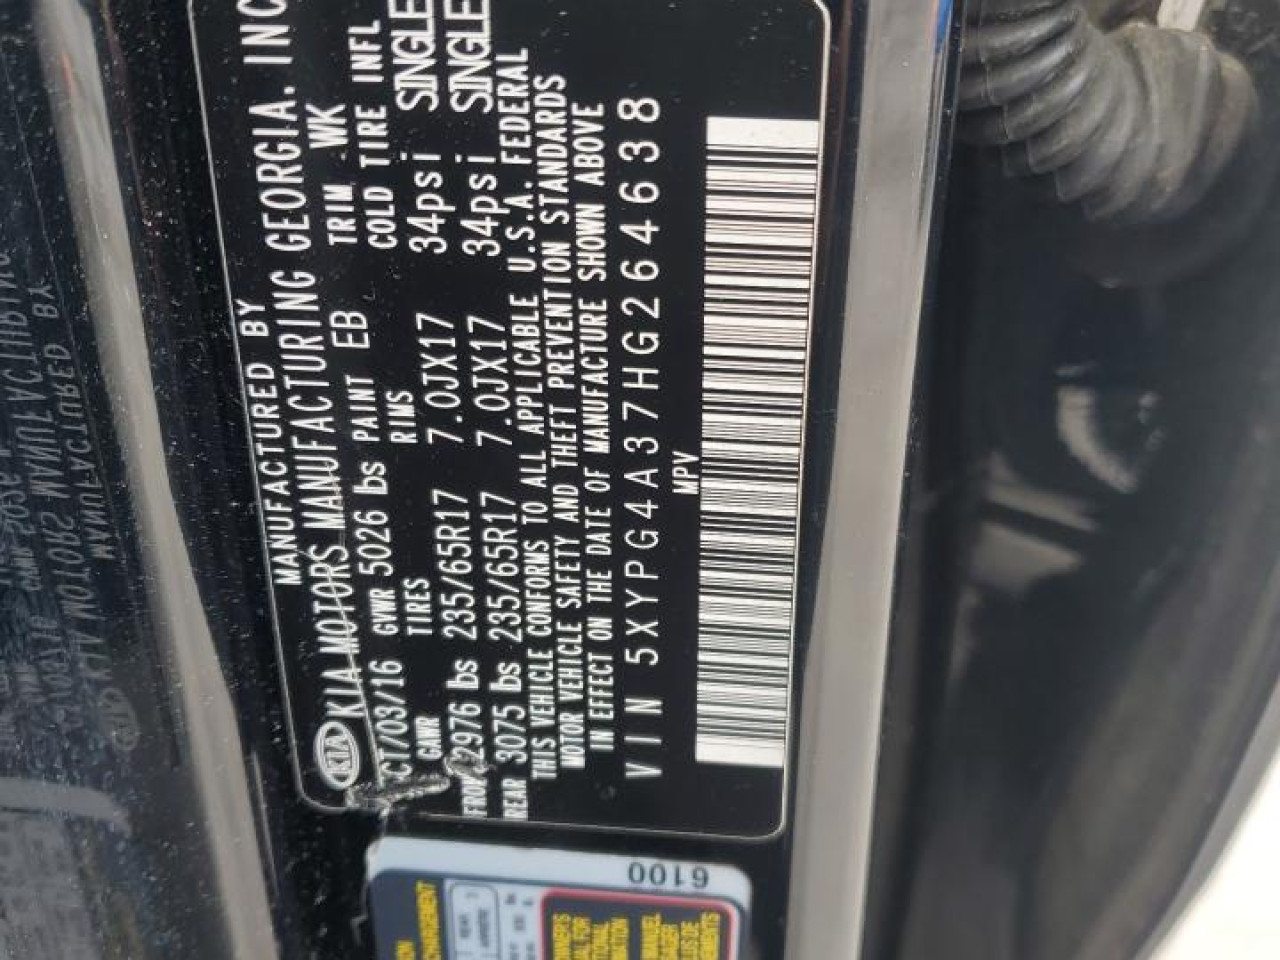 MANUFACTURED BY
KIA KIA MOTORS MANUFACTURING GEORGIA. INC
CT/03/16 GVWR 5026 lbs PAINT EB TRIM WK
GAWR TIRES RIMS COLD TIRE INFL
2976 lbs 235/65R17 7.0JX17 34psi SINGLE
REAR 3075 lbs 235/65R17 7.0JX17 34psi SINGLE
THIS VEHICLE CONFORMS TO ALL APPLICABLE U.S.A. FEDERAL
MOTOR VEHICLE SAFETY AND THEFT PREVENTION STANDARDS
IN EFFECT ON THE DATE OF MANUFACTURE SHOWN ABOVE
VIN 5XYPG4A37HG264638
MPV
6100